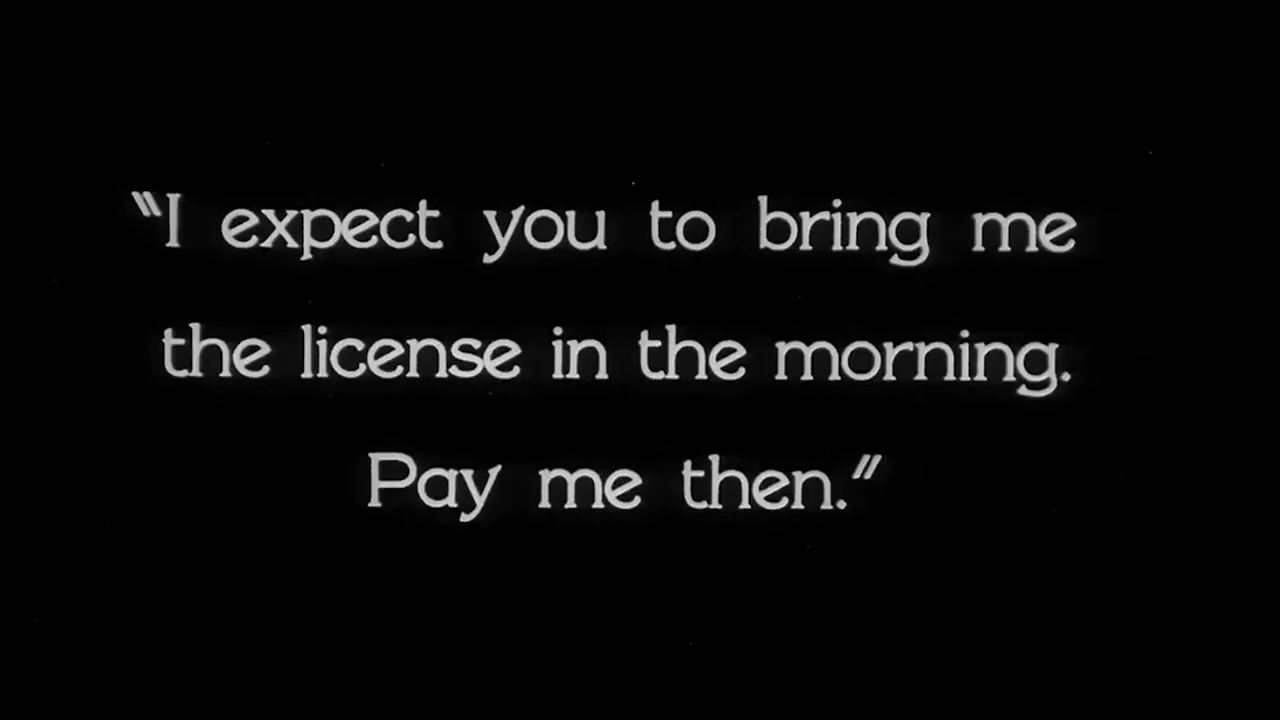 “I expect you to bring me
the license in the morning.
Pay me then.”